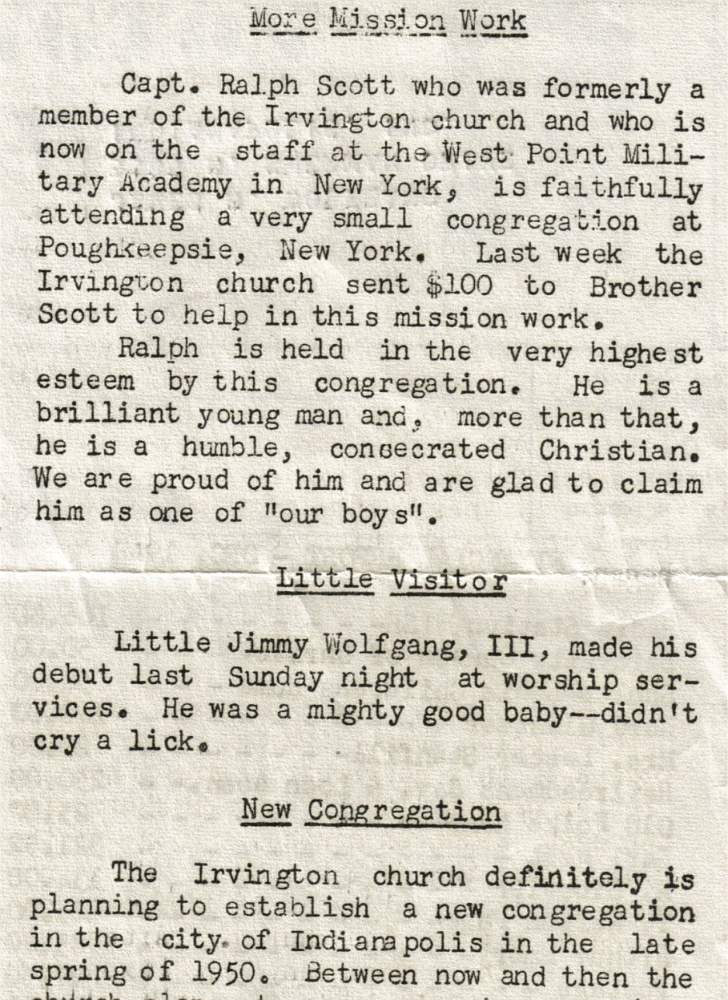 More Mission Work
Capt. Ralph Scott who was formerly a
member of the Irvington church and who is
now on the staff at the West Point Mili-
tary Academy in New York, is faithfully
attending a very small congregation at
Poughkeepsie, New York. Last week the
Irvington church sent $100 to Brother
Scott to help in this mission work.
Ralph is held in the very highest
esteem by this congregation. He is a
brilliant young man and, more than that,
he is a humble, consecrated Christian.
We are proud of him and are glad to claim
him as one of "our boys".
Little Visitor
Little Jimmy Wolfgang, III, made his
debut last Sunday night at worship ser-
vices. He was a mighty good baby--didn't
cry a lick.
New Congregation
The Irvington church definitely is
planning to establish a new congregation
in the city of Indianapolis in the late
spring of 1950. Between now and then the
church